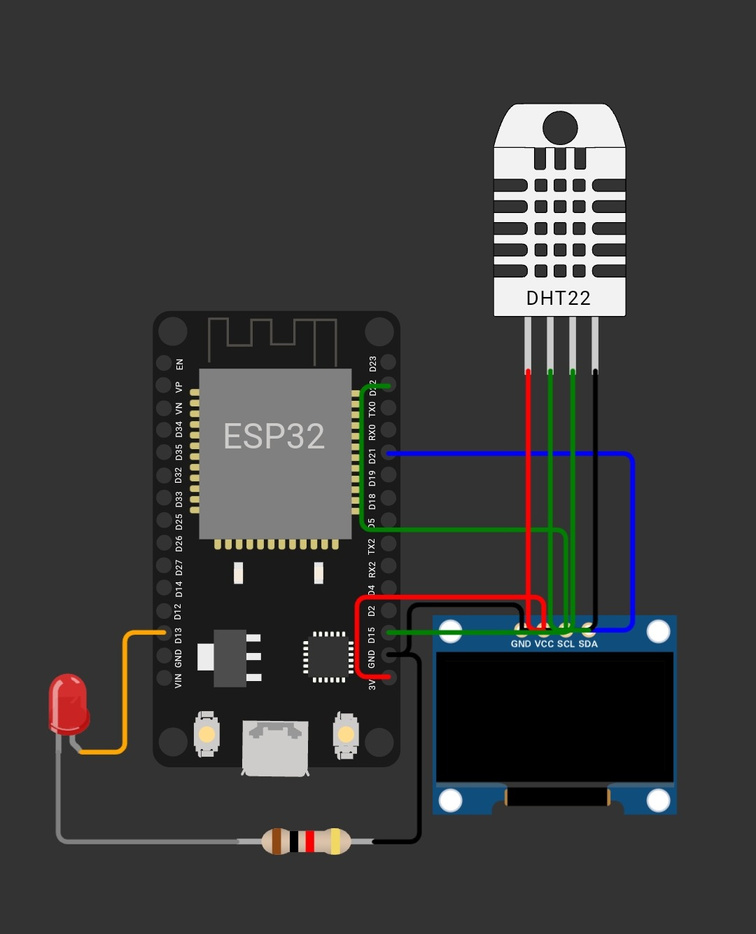 DHT22
ESP32
EN
VP
VN
D34
D35
D32
D33
D25
D26
D27
D14
D12
D13
GND
VIN
D23
D22
TX0
RX0
D21
D19
D18
D5
TX2
RX2
D4
D2
D15
GND
3V
GND VCC SCL SDA